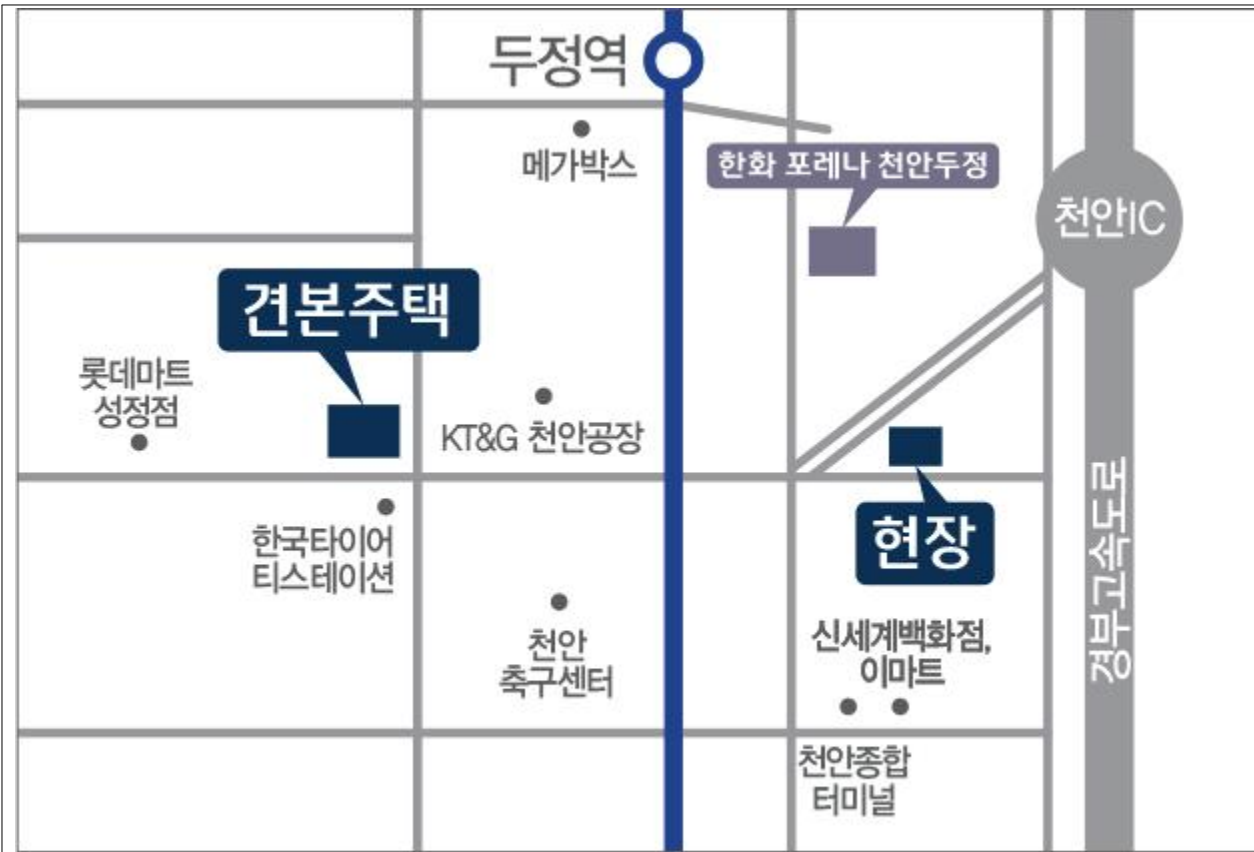 두정역
메가박스
한화 포레나 천안두정
천안IC
견본주택
롯데마트
성정점
KT&G 천안공장
현장
한국타이어
티스테이션
경부고속도로
천안
축구센터
신세계백화점,
이마트
천안종합
터미널